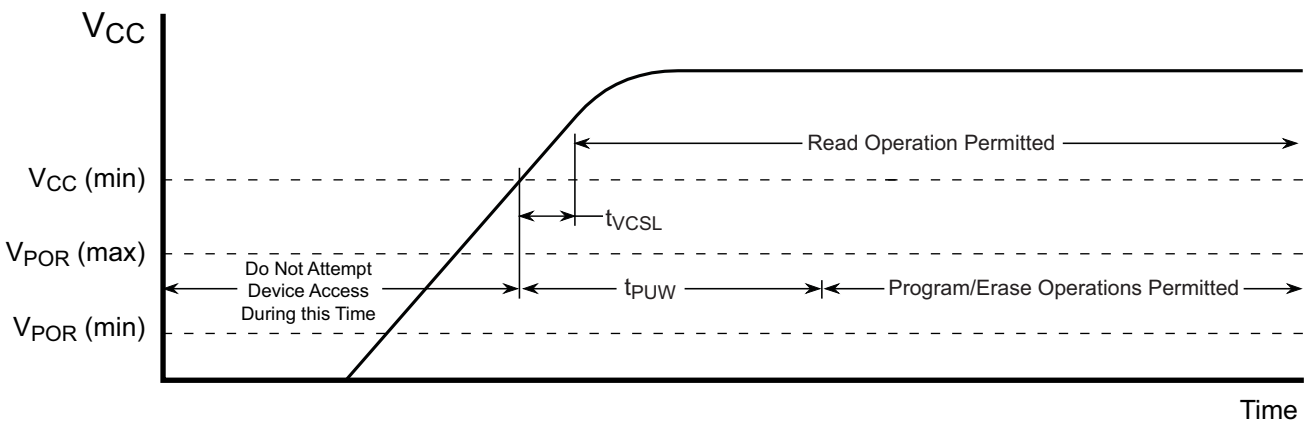 VCC
Read Operation Permitted
VCC (min)
tVCSL
VPOR (max)
Do Not Attempt
Device Access
During this Time
tPUW
Program/Erase Operations Permitted
VPOR (min)
Time